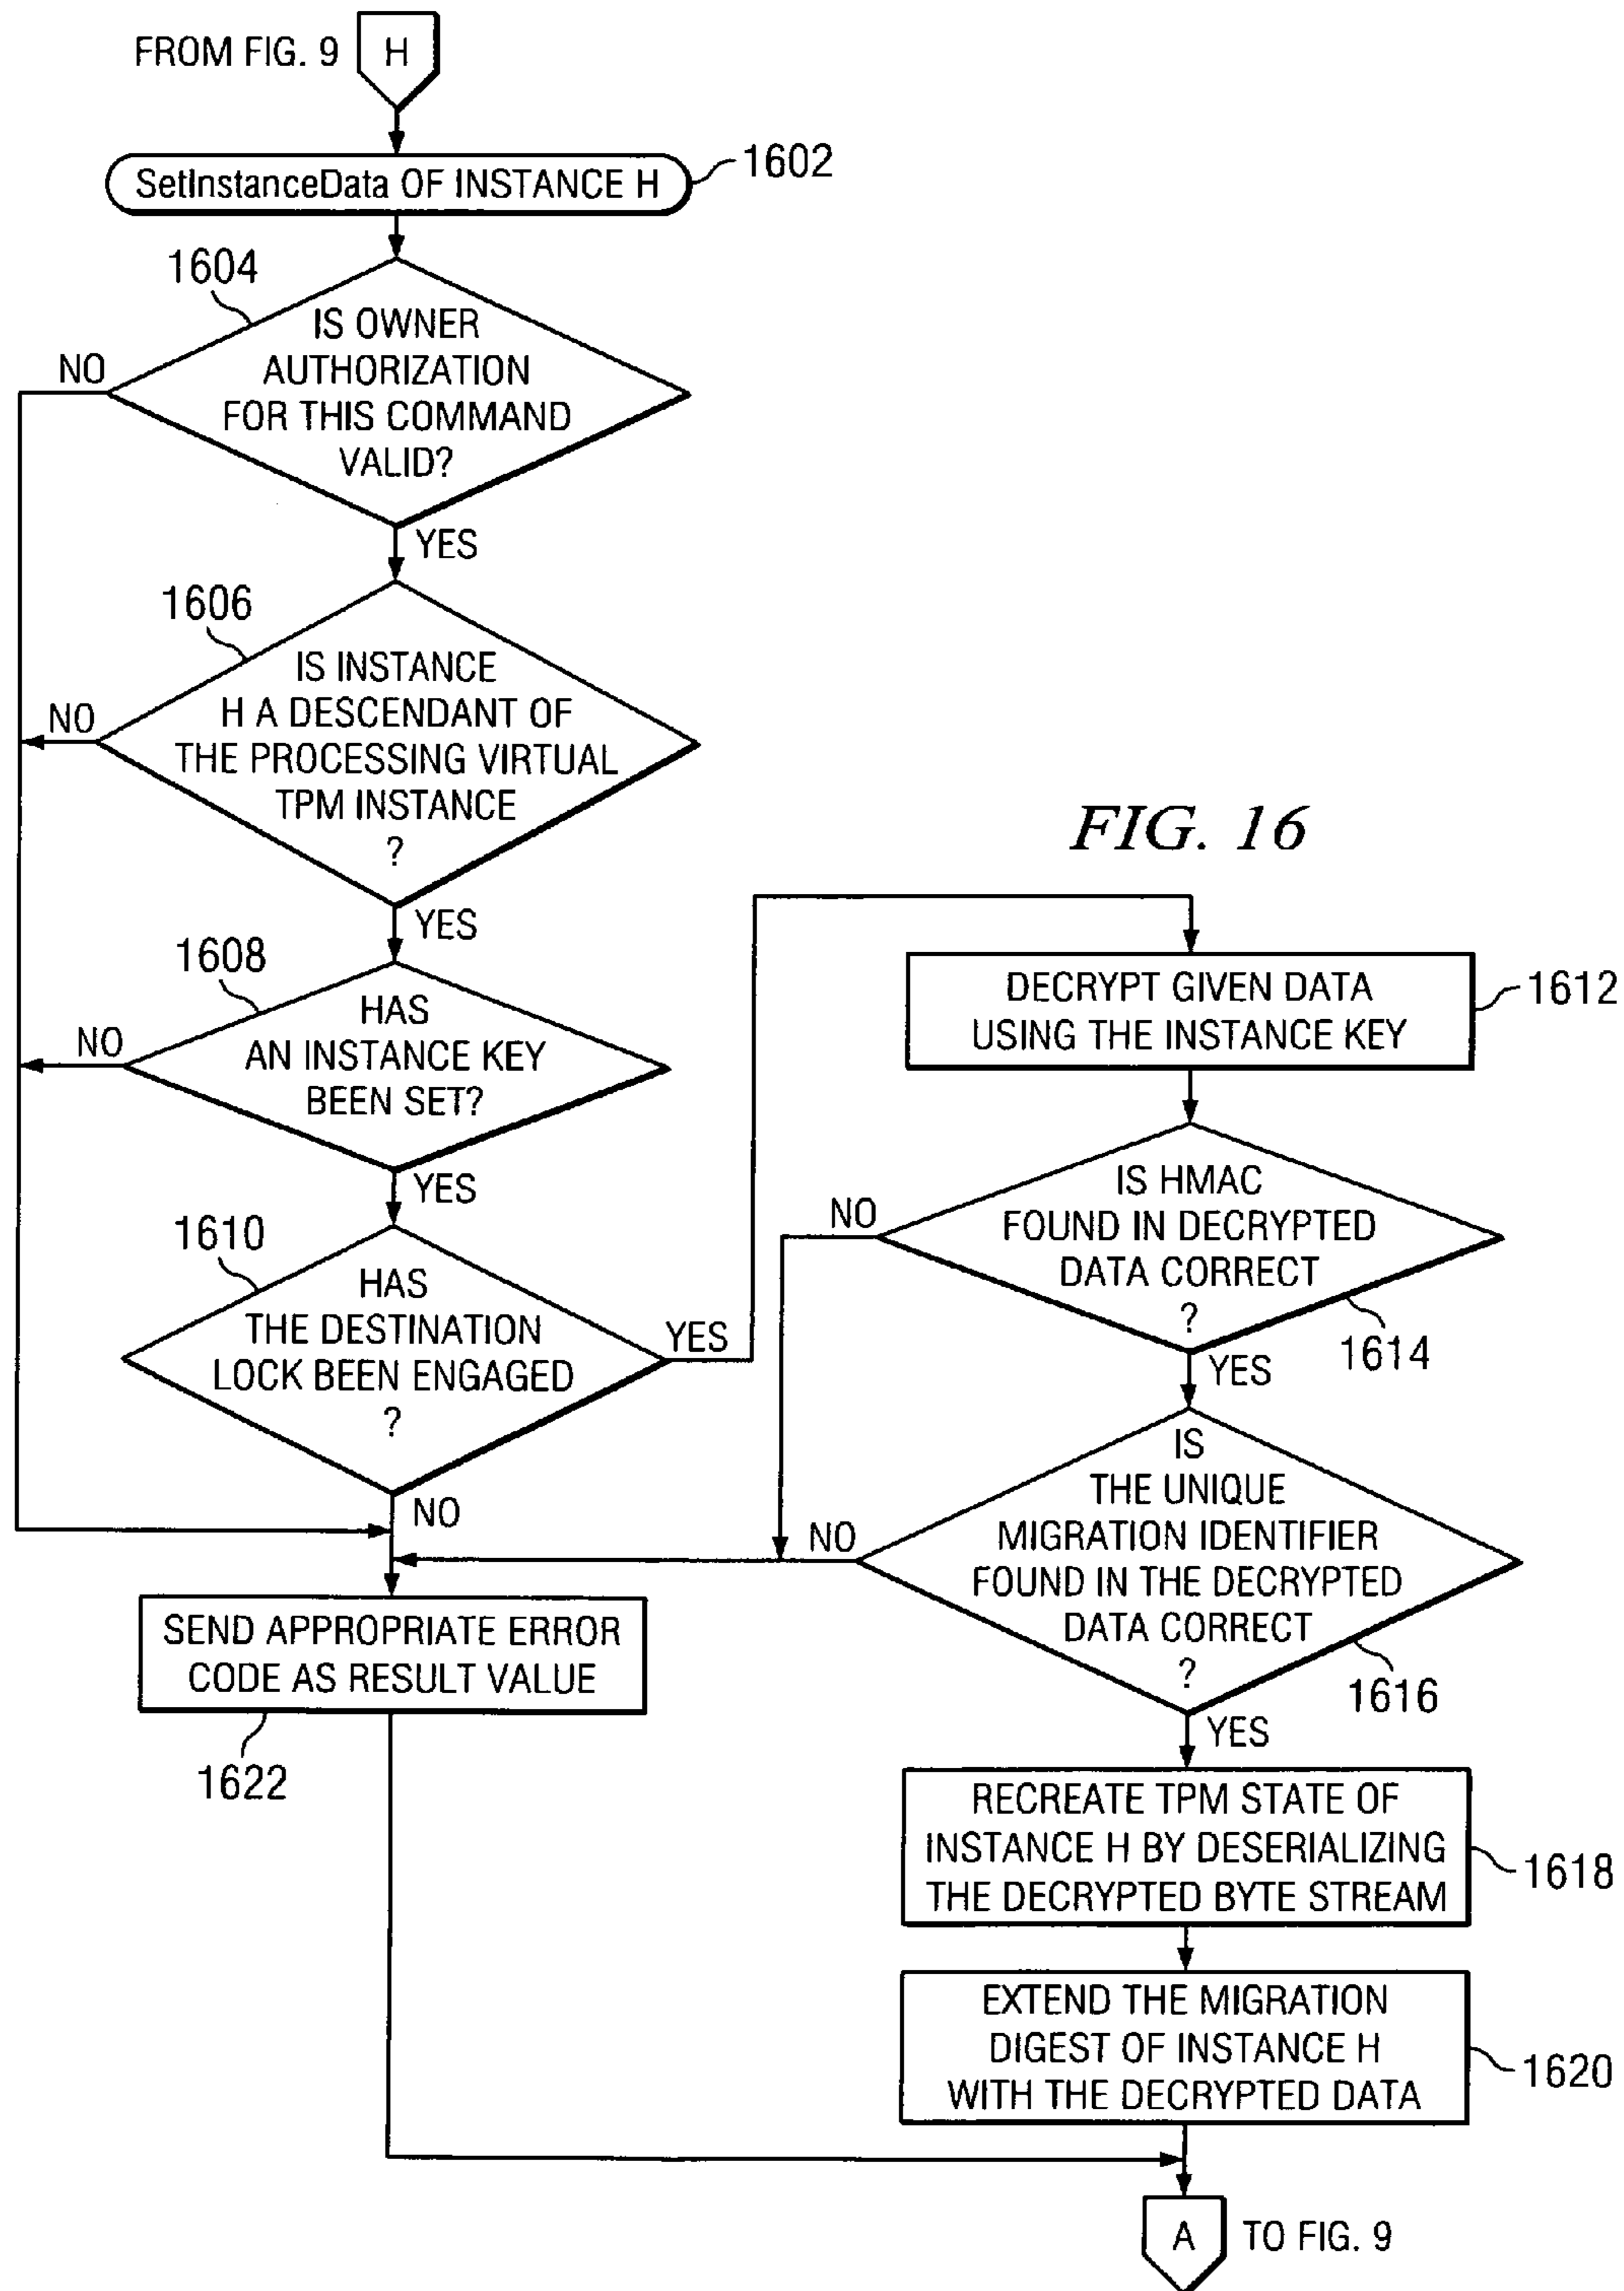 FROM FIG. 9
H
SetInstanceData OF INSTANCE H
1602
1604
IS OWNER
AUTHORIZATION
FOR THIS COMMAND
VALID?
NO
YES
1606
IS INSTANCE
H A DESCENDANT OF
THE PROCESSING VIRTUAL
TPM INSTANCE
?
NO
YES
1608
HAS
AN INSTANCE KEY
BEEN SET?
NO
YES
1610
HAS
THE DESTINATION
LOCK BEEN ENGAGED
?
YES
NO
SEND APPROPRIATE ERROR
CODE AS RESULT VALUE
1622
FIG. 16
DECRYPT GIVEN DATA
USING THE INSTANCE KEY
1612
IS HMAC
FOUND IN DECRYPTED
DATA CORRECT
?
NO
1614
YES
IS
THE UNIQUE
MIGRATION IDENTIFIER
FOUND IN THE DECRYPTED
DATA CORRECT
?
NO
1616
YES
RECREATE TPM STATE OF
INSTANCE H BY DESERIALIZING
THE DECRYPTED BYTE STREAM
1618
EXTEND THE MIGRATION
DIGEST OF INSTANCE H
WITH THE DECRYPTED DATA
1620
A
TO FIG. 9